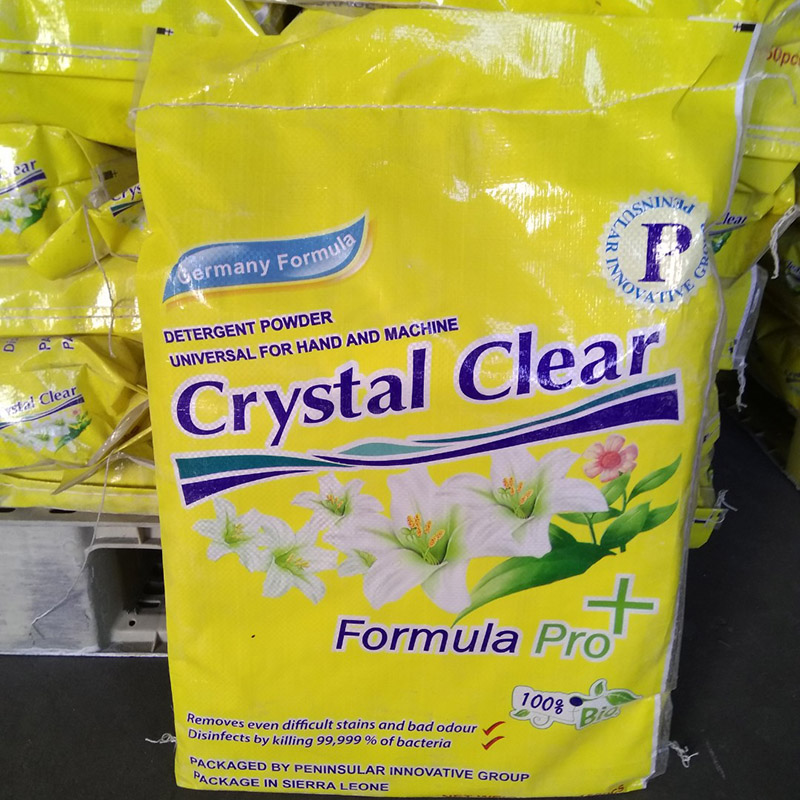 Germany Formula
PENINSULAR INNOVATIVE GROUP
P
DETERGENT POWDER
UNIVERSAL FOR HAND AND MACHINE
Crystal Clear
Formula Pro+
100% Bio
Removes even difficult stains and bad odour
Disinfects by killing 99,999 % of bacteria
PACKAGED BY PENINSULAR INNOVATIVE GROUP
PACKAGE IN SIERRA LEONE